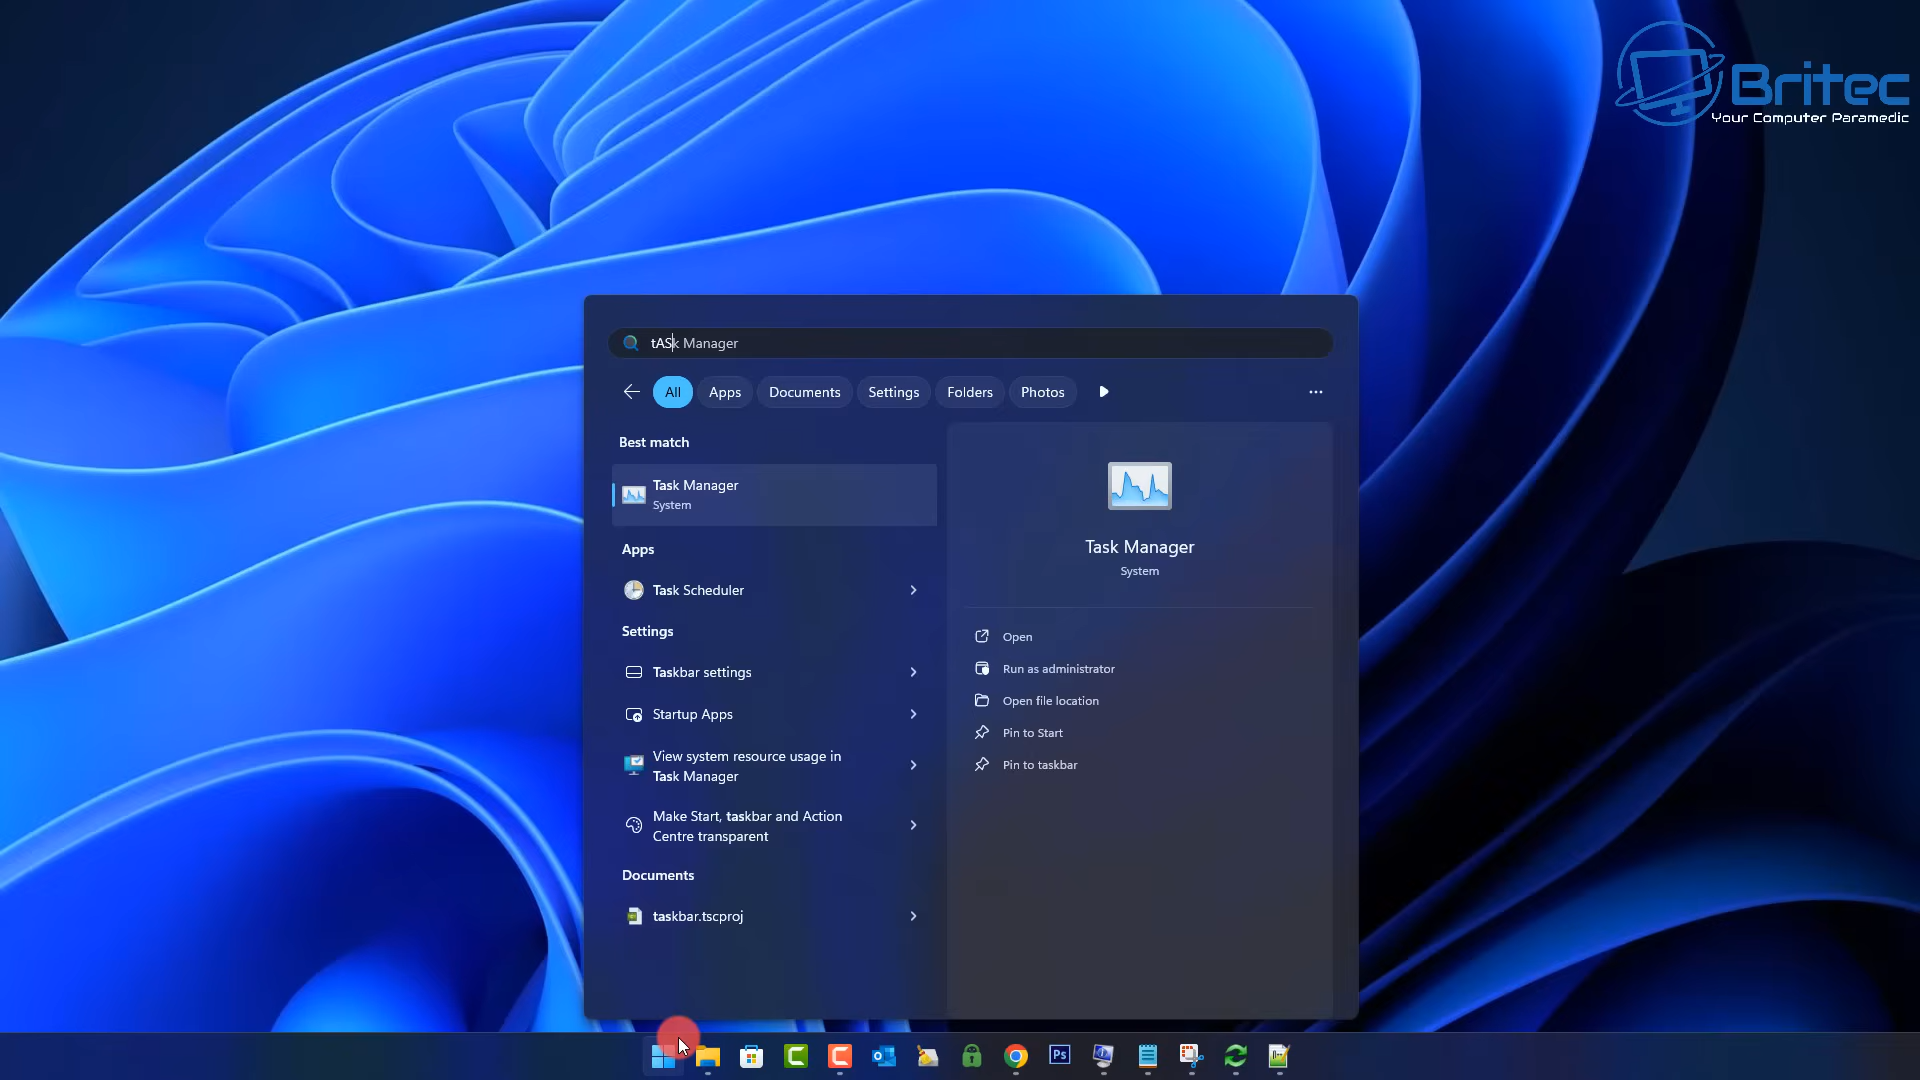 Britec
Your Computer Paramedic
tASk Manager
All
Apps
Documents
Settings
Folders
Photos
Best match
Task Manager
System
Apps
Task Scheduler
Settings
Taskbar settings
Startup Apps
View system resource usage in
Task Manager
Make Start, taskbar and Action
Centre transparent
Documents
taskbar.tscproj
Task Manager
System
Open
Run as administrator
Open file location
Pin to Start
Pin to taskbar
Ps